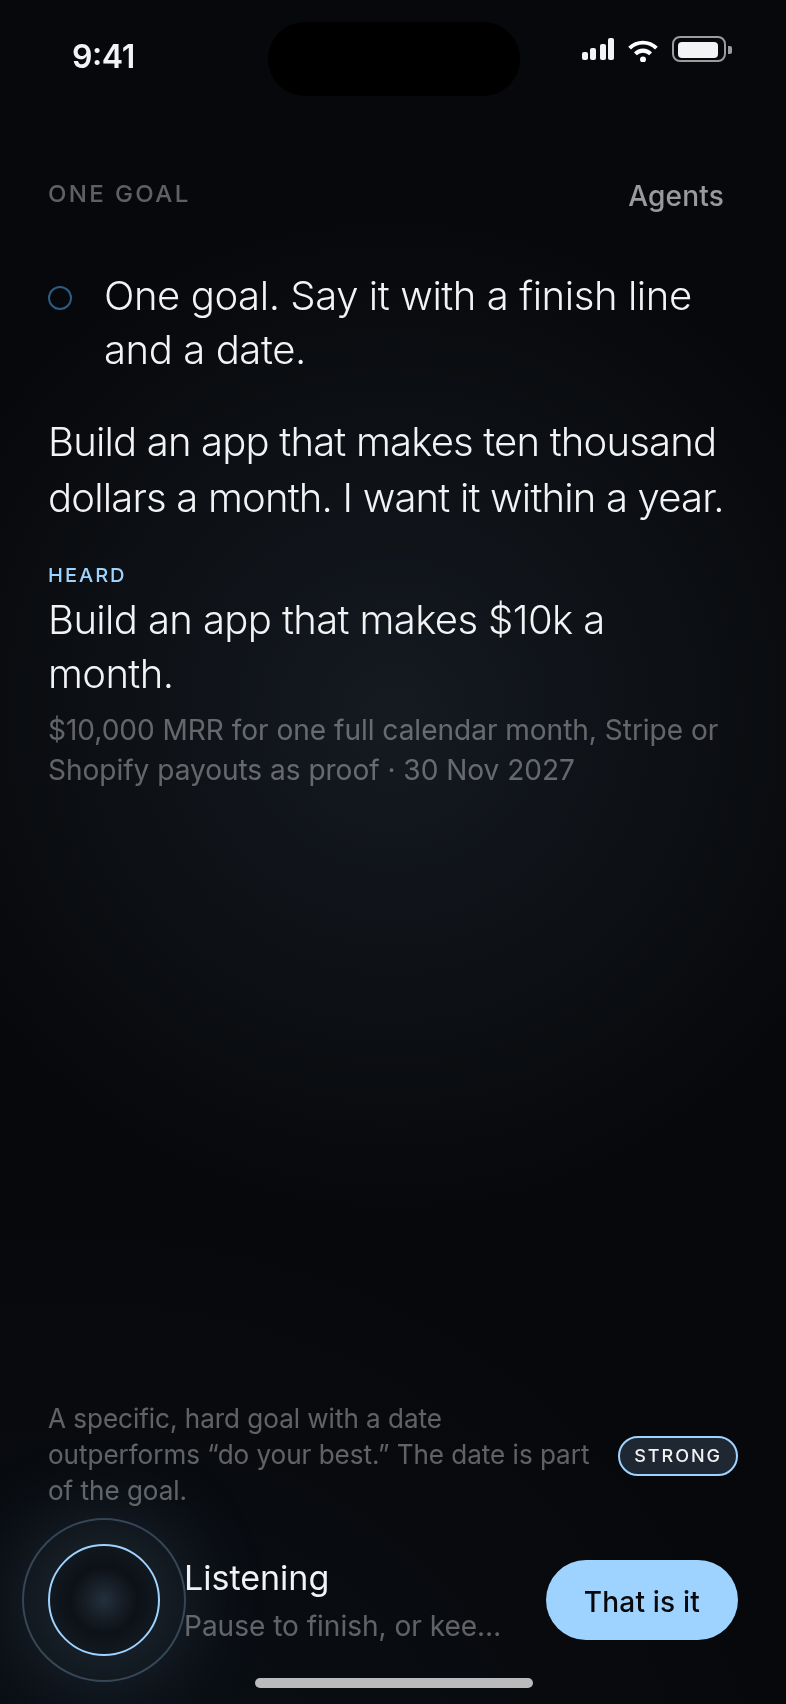 9:41
ONE GOAL
Agents
One goal. Say it with a finish line
and a date.
Build an app that makes ten thousand
dollars a month. I want it within a year.
HEARD
Build an app that makes $10k a
month.
$10,000 MRR for one full calendar month, Stripe or
Shopify payouts as proof · 30 Nov 2027
A specific, hard goal with a date
outperforms “do your best.” The date is part
of the goal.
STRONG
Listening
Pause to finish, or kee...
That is it